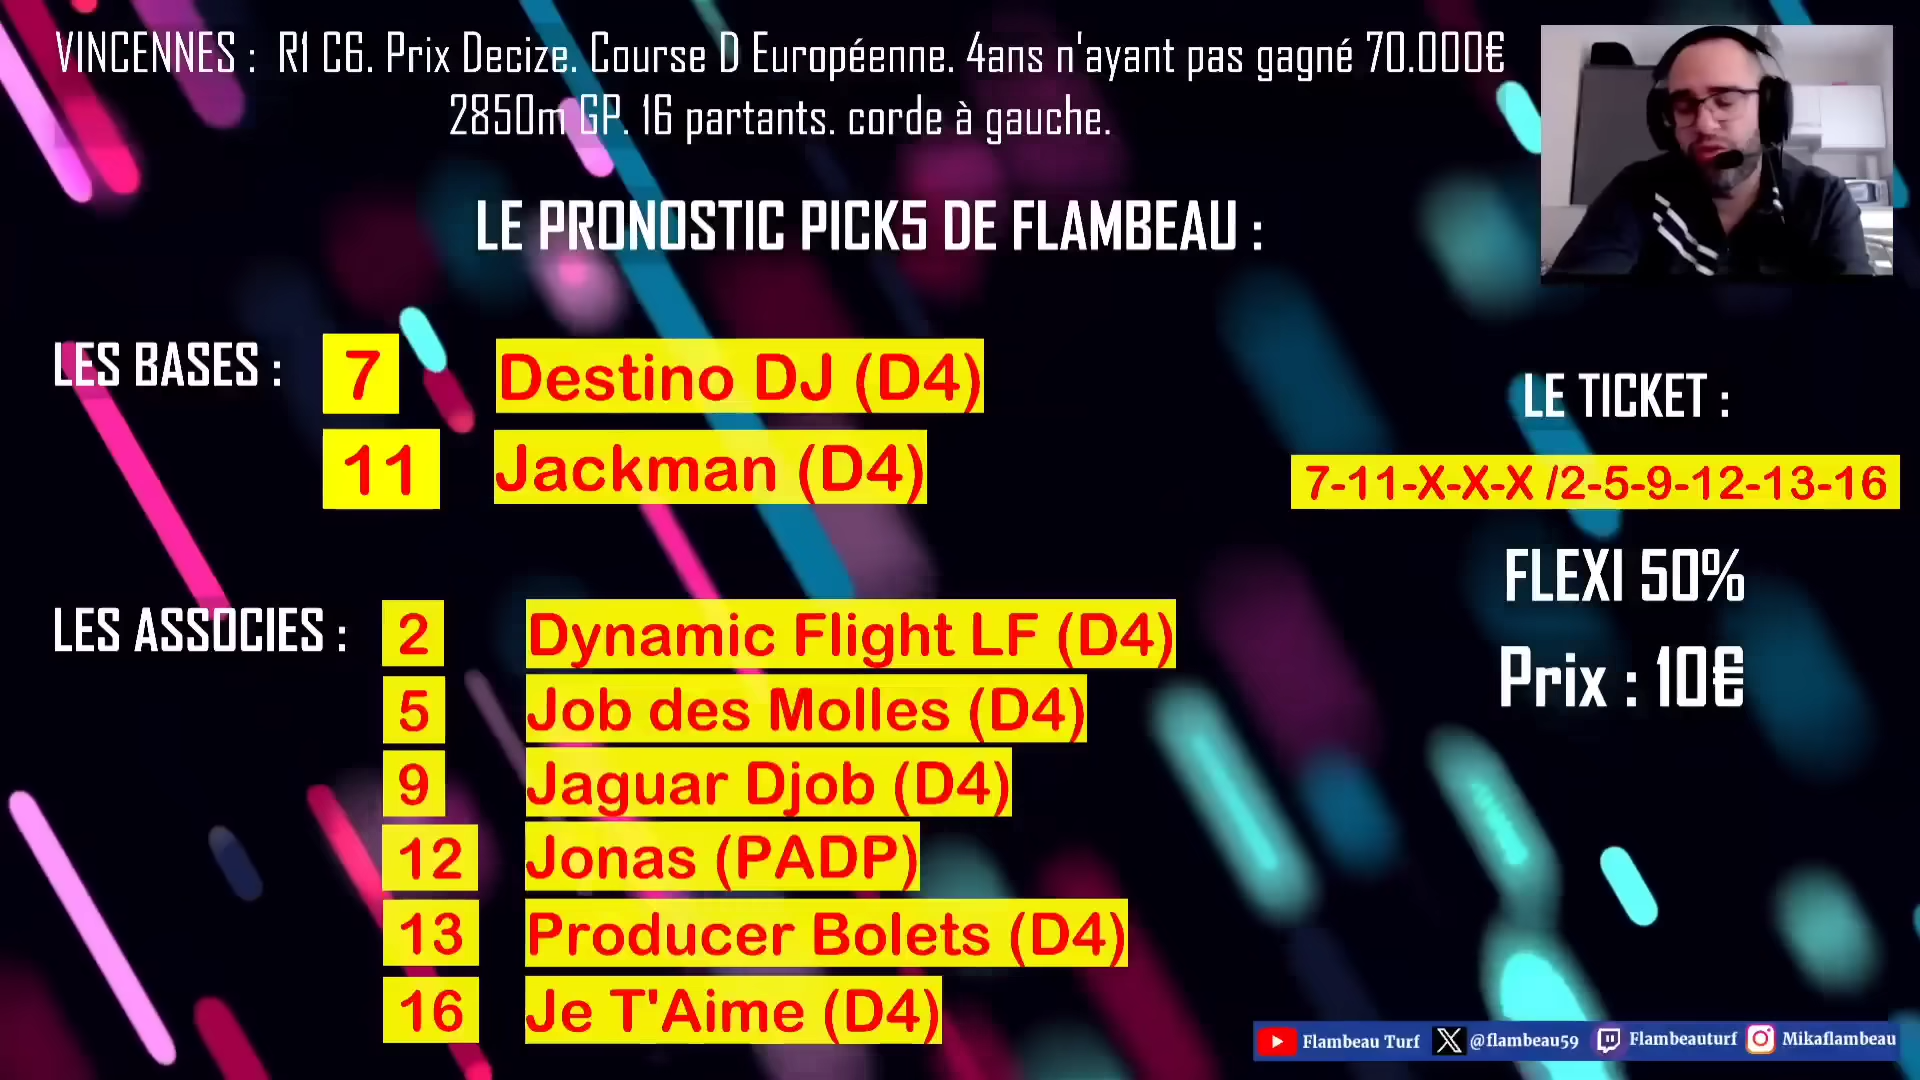 VINCENNES : R1 C6. Prix Decize. Course D Européenne. 4ans n'ayant pas gagné 70.000€
2850m GP. 16 partants. corde à gauche.
LE PRONOSTIC PICK5 DE FLAMBEAU :
LES BASES :
7 Destino DJ (D4)
11 Jackman (D4)
LE TICKET :
7-11-X-X-X /2-5-9-12-13-16
FLEXI 50%
Prix : 10€
LES ASSOCIES :
2 Dynamic Flight LF (D4)
5 Job des Molles (D4)
9 Jaguar Djob (D4)
12 Jonas (PADP)
13 Producer Bolets (D4)
16 Je T'Aime (D4)
Flambeau Turf @flambeau59 Flambeauturf Mikaflambeau